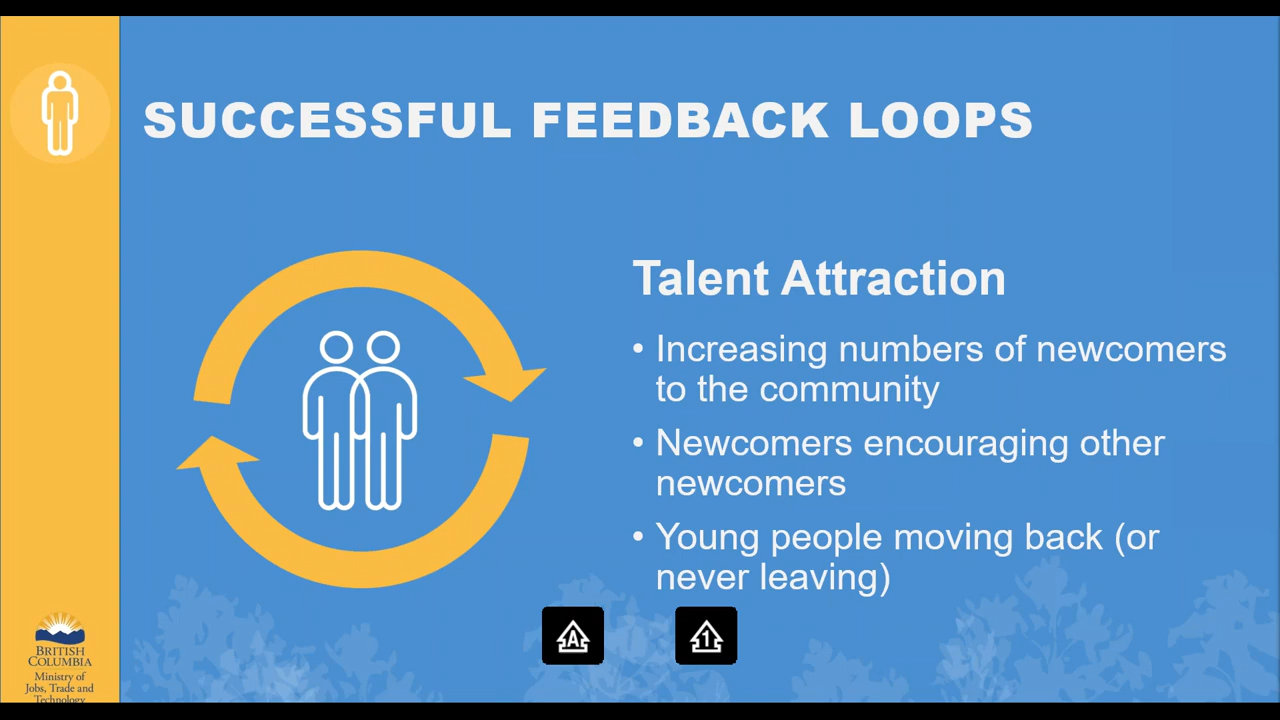 SUCCESSFUL FEEDBACK LOOPS
Talent Attraction
• Increasing numbers of newcomers
to the community
• Newcomers encouraging other
newcomers
• Young people moving back (or
never leaving)
A
1
BRITISH
COLUMBIA
Ministry of
Jobs, Trade and
Technology